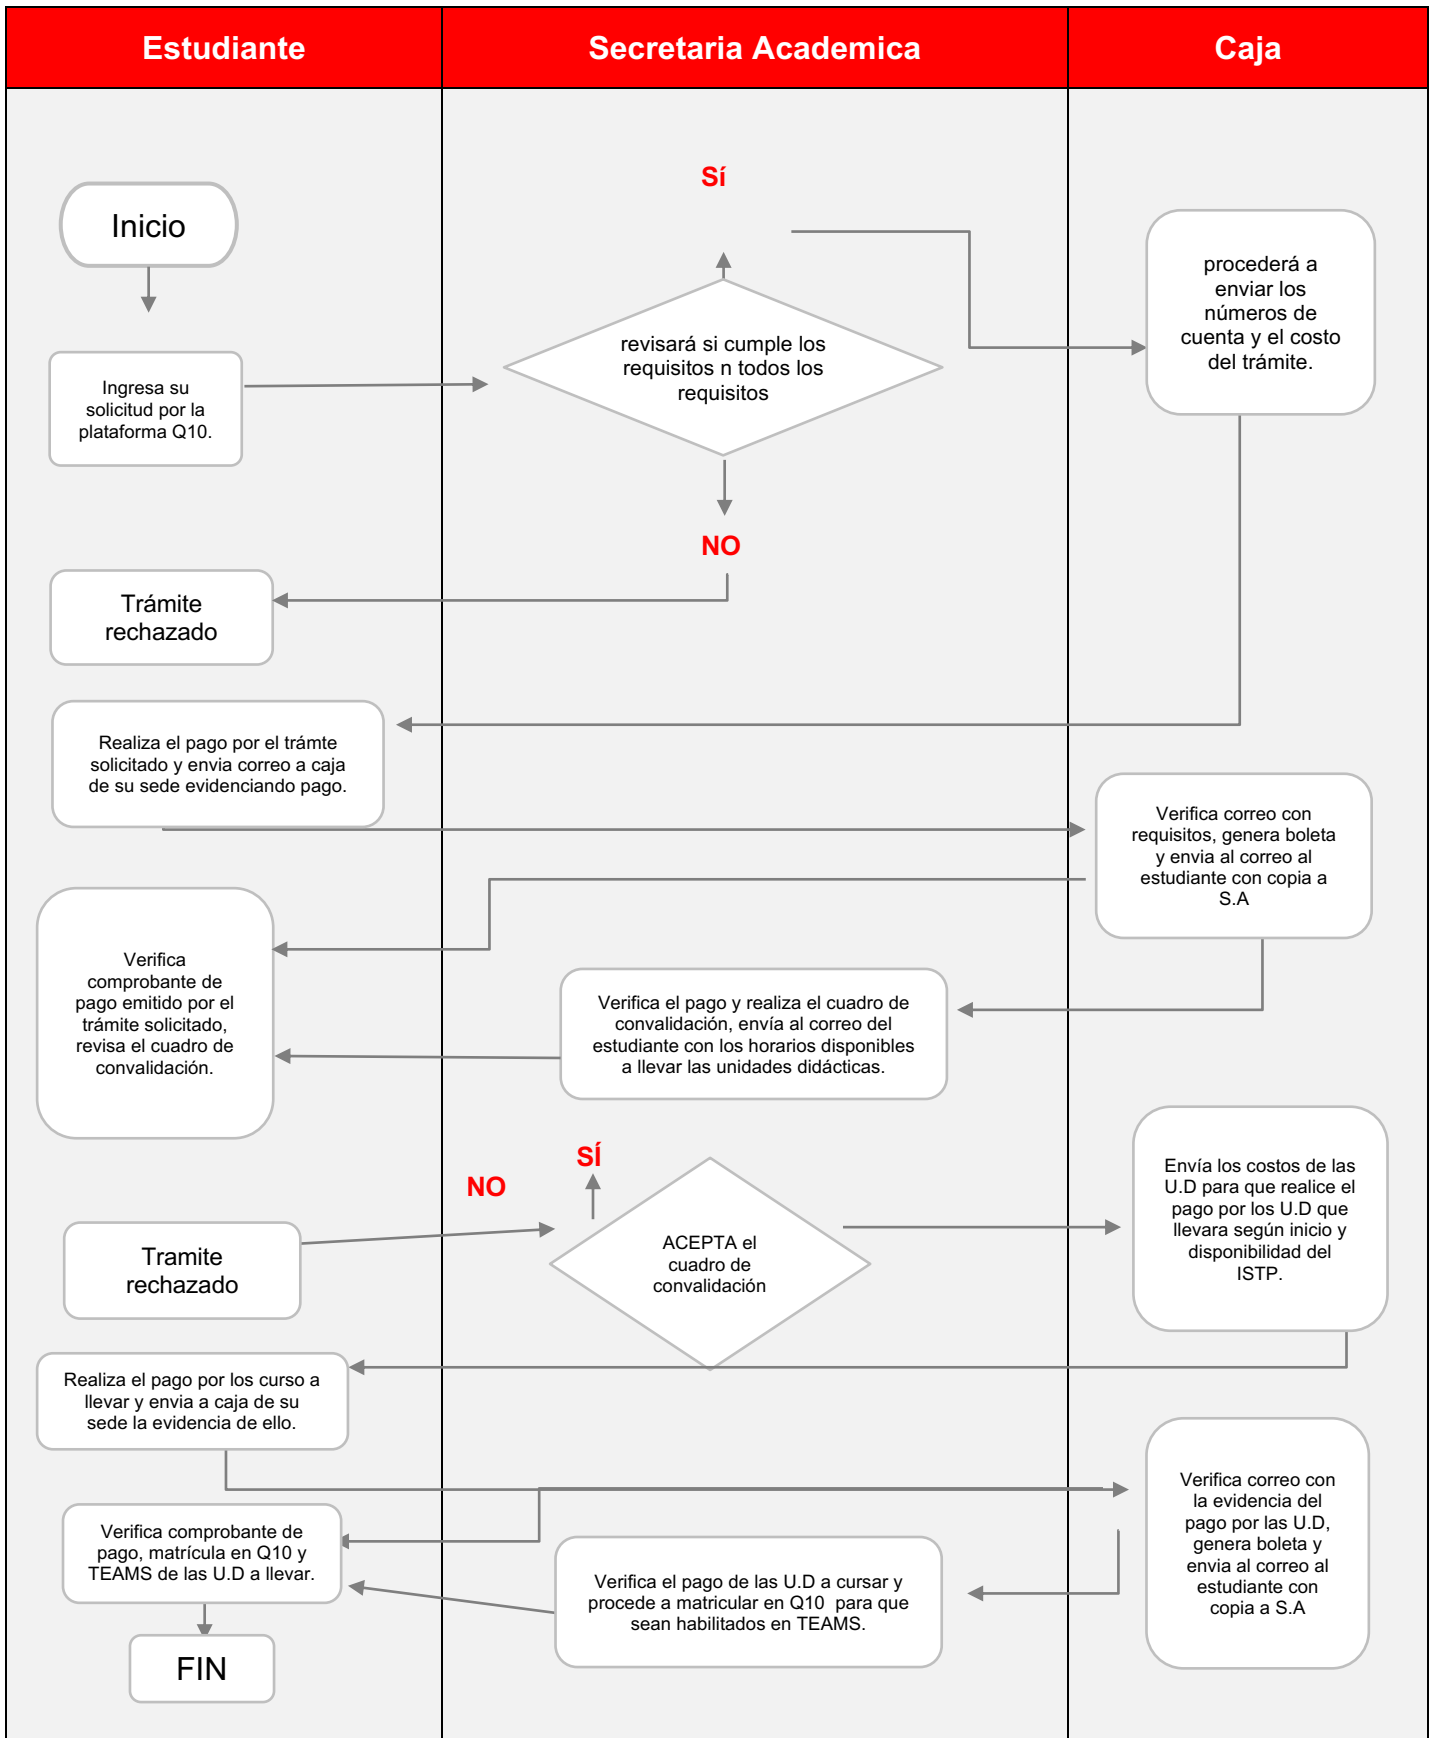 Estudiante
Secretaria Academica
Caja
Sí
Inicio
procederá a
enviar los
números de
cuenta y el costo
del trámite.
revisará si cumple los
requisitos n todos los
requisitos
Ingresa su
solicitud por la
plataforma Q10.
NO
Trámite
rechazado
Realiza el pago por el trámte
solicitado y envia correo a caja
de su sede evidenciando pago.
Verifica correo con
requisitos, genera boleta
y envia al correo al
estudiante con copia a
S.A
Verifica
comprobante de
pago emitido por el
trámite solicitado,
revisa el cuadro de
convalidación.
Verifica el pago y realiza el cuadro de
convalidación, envía al correo del
estudiante con los horarios disponibles
a llevar las unidades didácticas.
SÍ
NO
Envía los costos de las
U.D para que realice el
pago por los U.D que
llevara según inicio y
disponibilidad del
ISTP.
ACEPTA el
cuadro de
convalidación
Tramite
rechazado
Realiza el pago por los curso a
llevar y envia a caja de su
sede la evidencia de ello.
Verifica correo con
la evidencia del
pago por las U.D,
genera boleta y
envia al correo al
estudiante con
copia a S.A
Verifica comprobante de
pago, matrícula en Q10 y
TEAMS de las U.D a llevar.
Verifica el pago de las U.D a cursar y
procede a matricular en Q10  para que
sean habilitados en TEAMS.
FIN